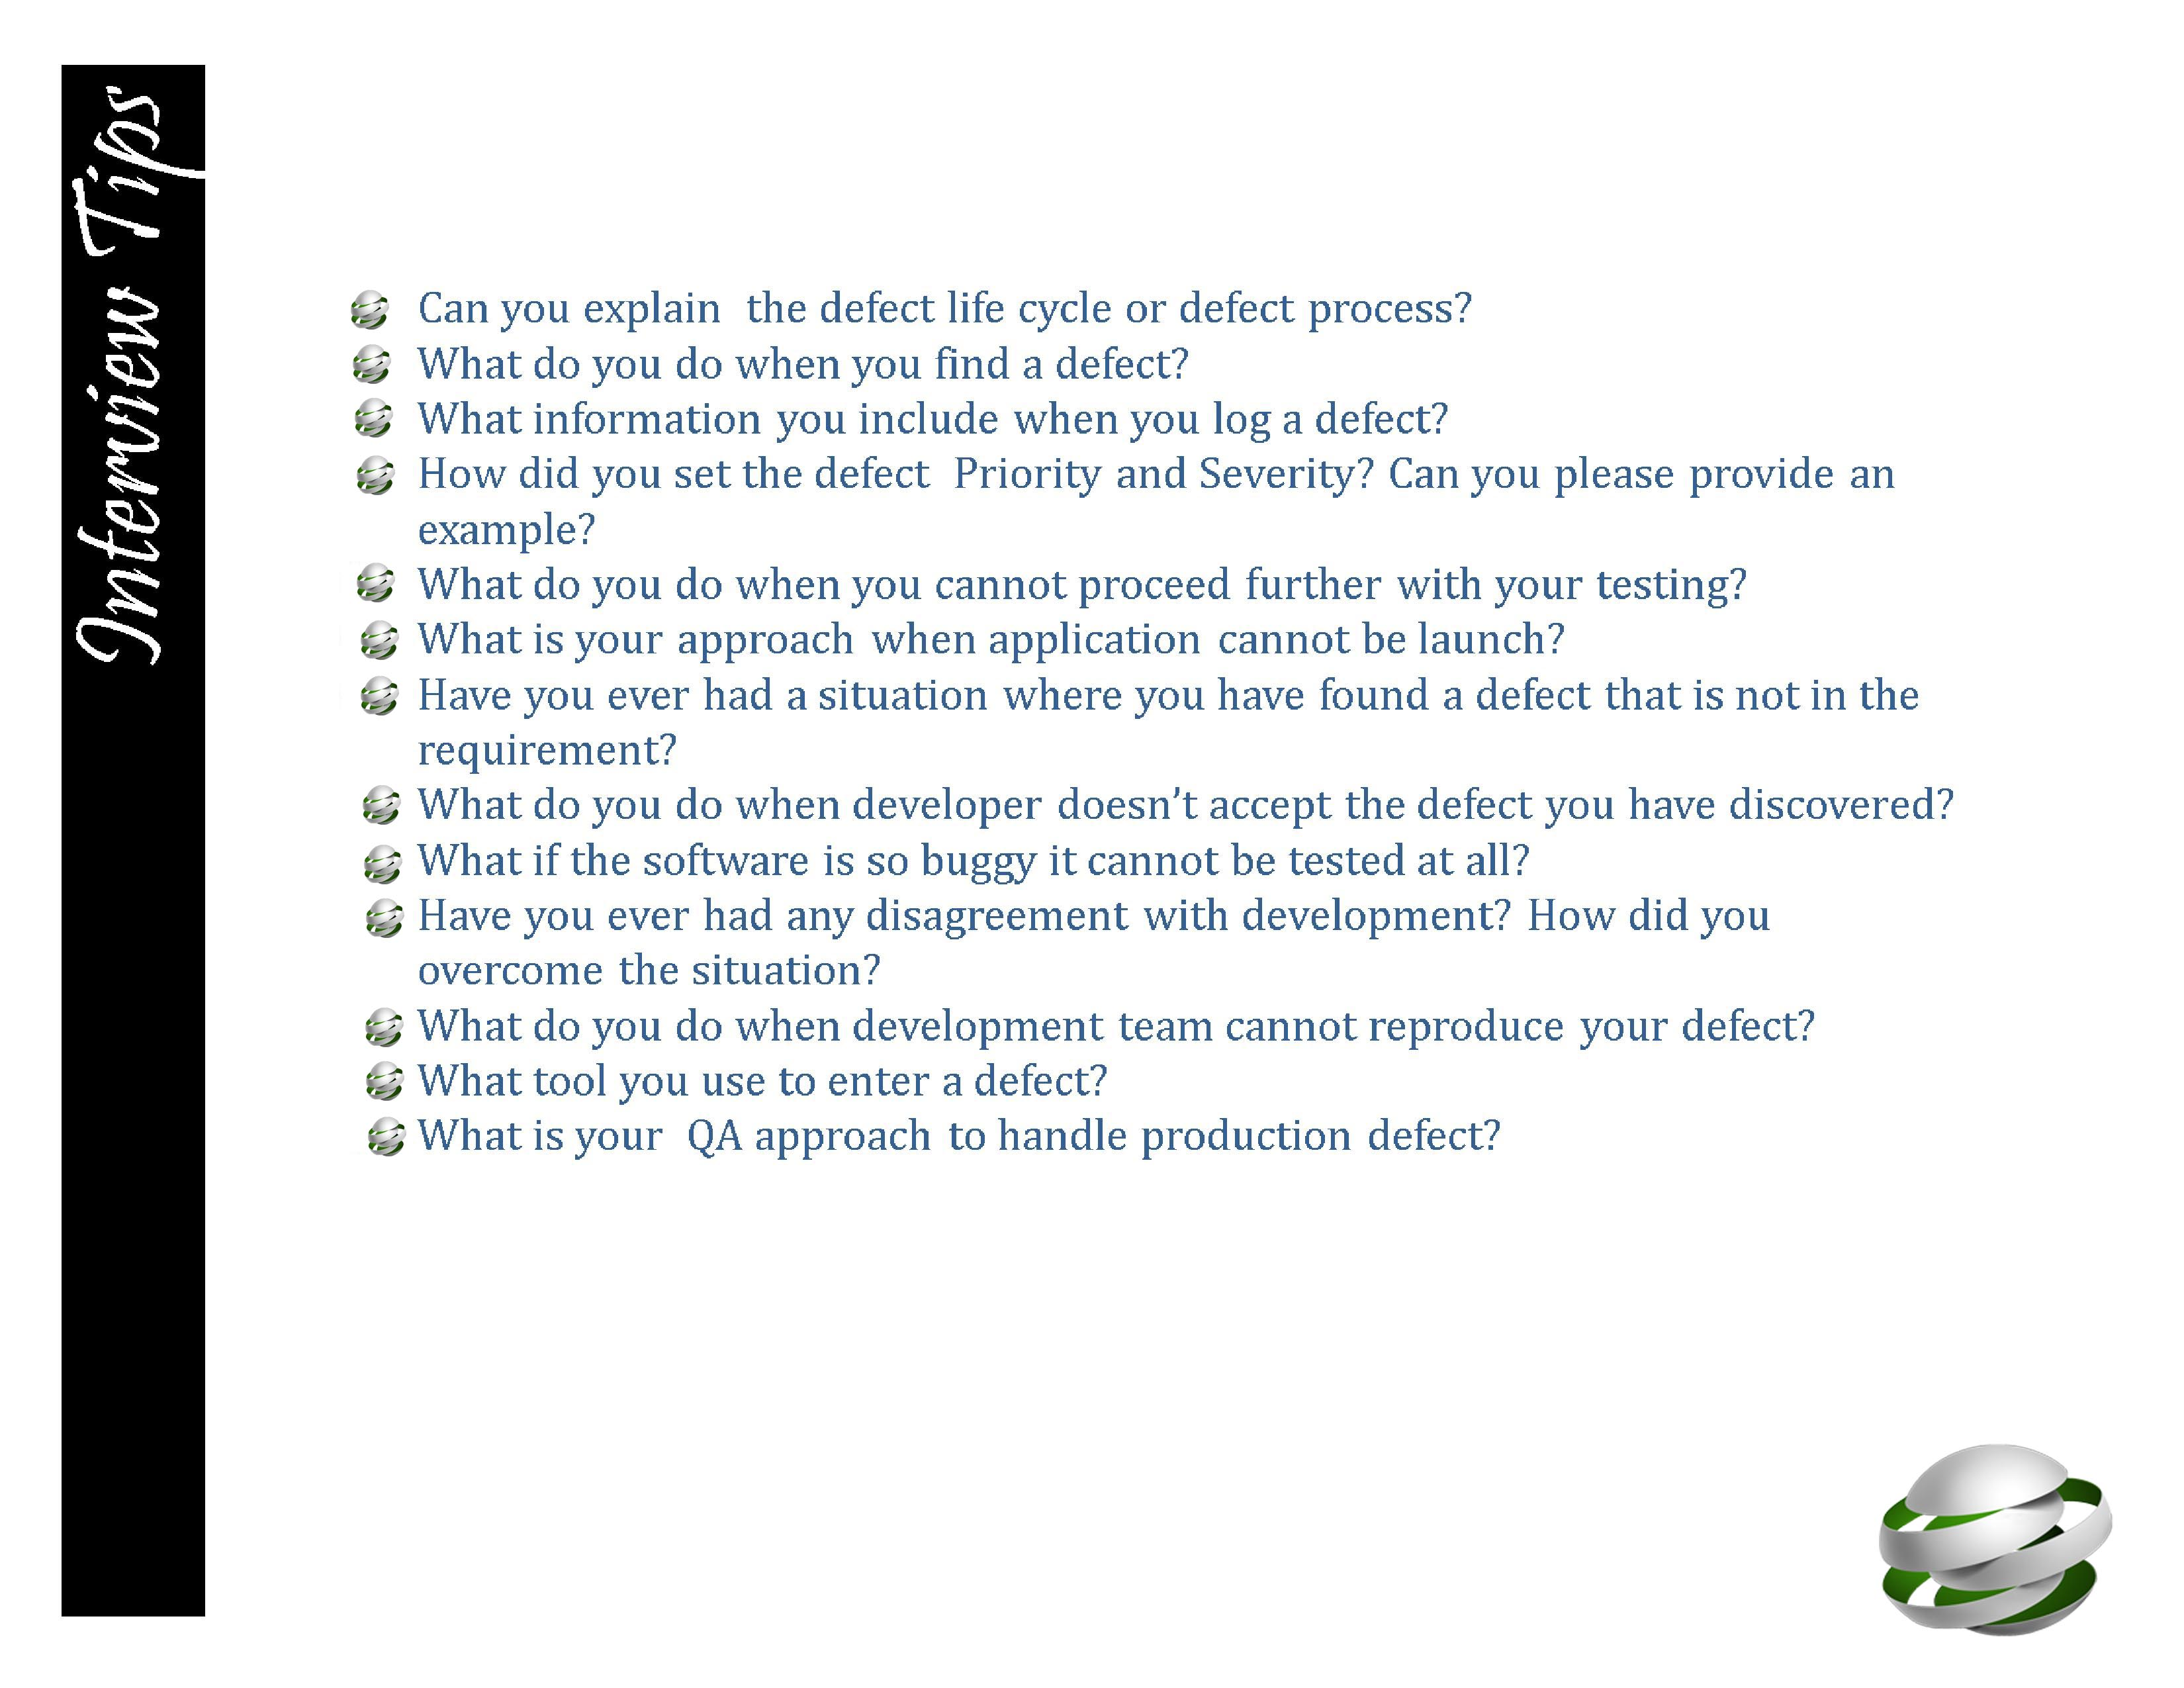 Interview Tips
Can you explain the defect life cycle or defect process?
What do you do when you find a defect?
What information you include when you log a defect?
How did you set the defect Priority and Severity? Can you please provide an
example?
What do you do when you cannot proceed further with your testing?
What is your approach when application cannot be launch?
Have you ever had a situation where you have found a defect that is not in the
requirement?
What do you do when developer doesn’t accept the defect you have discovered?
What if the software is so buggy it cannot be tested at all?
Have you ever had any disagreement with development? How did you
overcome the situation?
What do you do when development team cannot reproduce your defect?
What tool you use to enter a defect?
What is your QA approach to handle production defect?